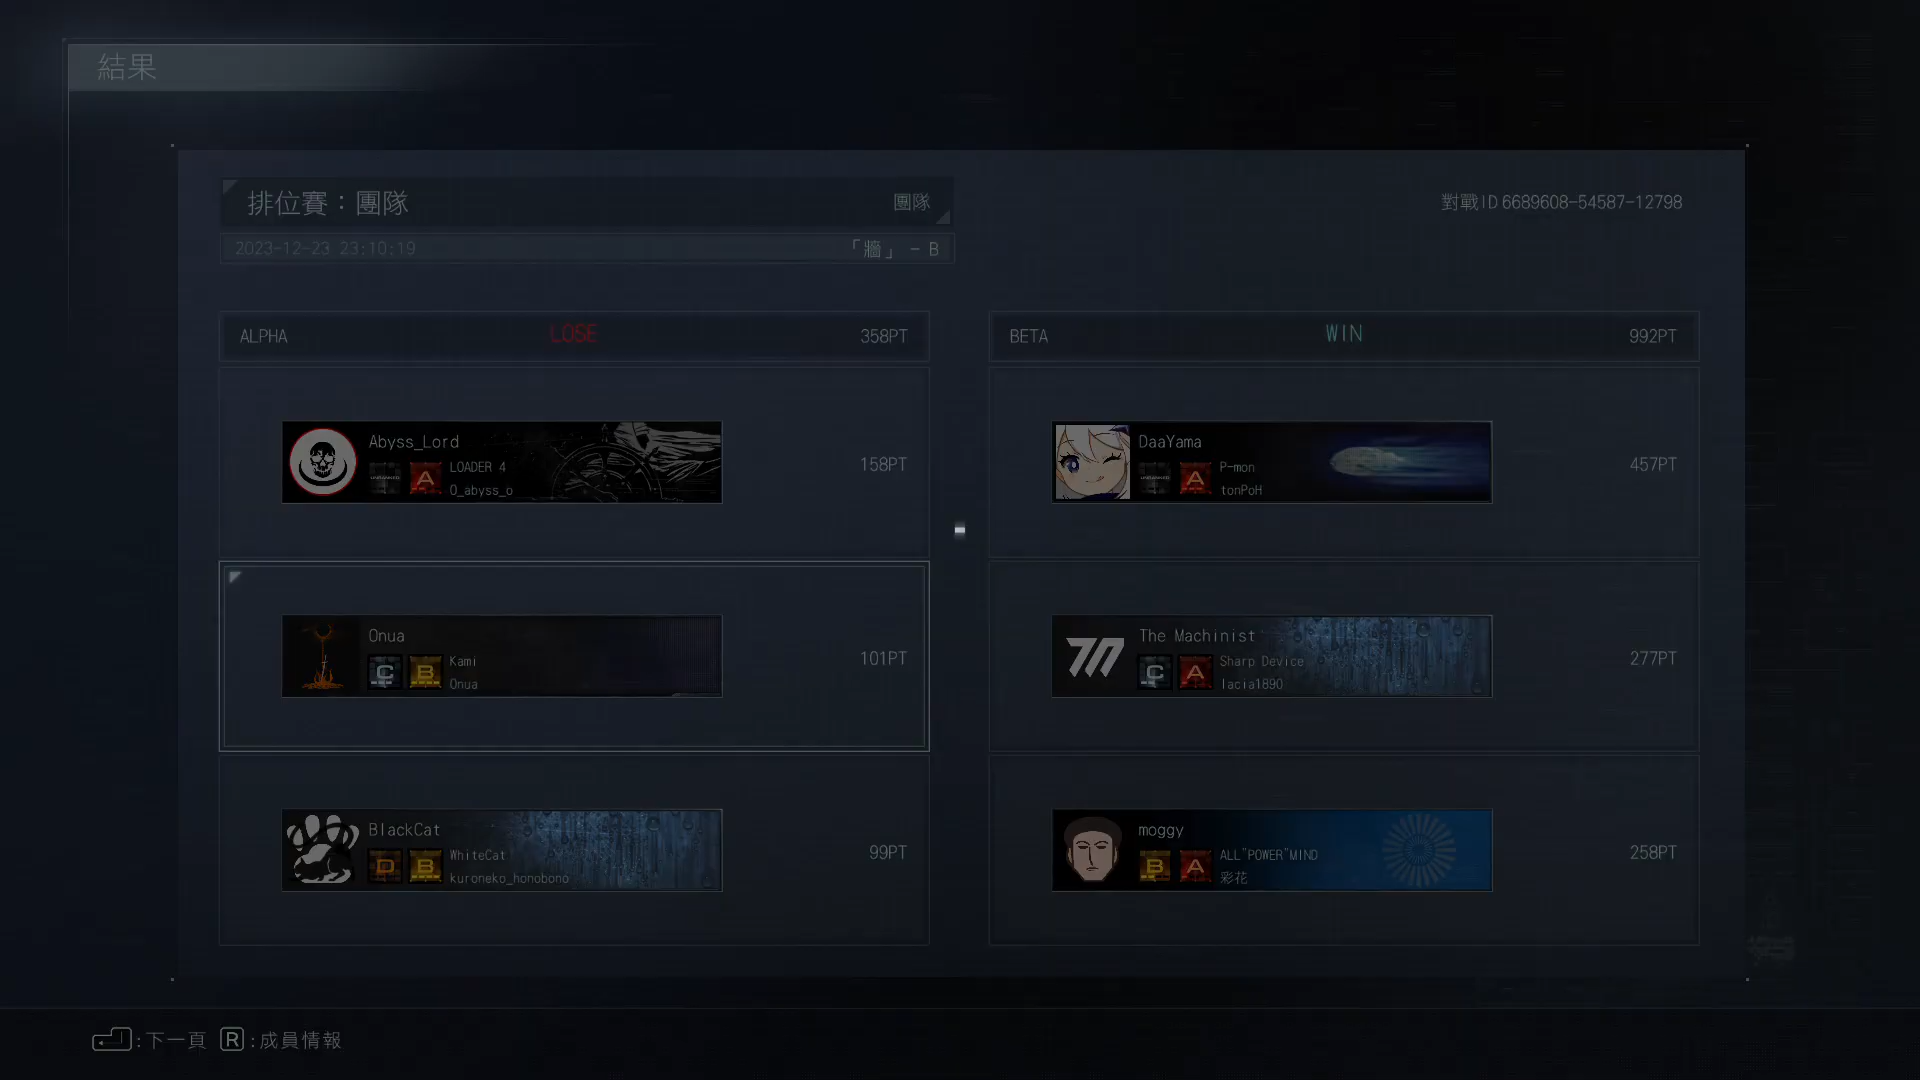 結果
排位賽：團隊 團隊
對戰ID 6689608-54587-12798
2023-12-23 23:10:19 「牆」 - B
ALPHA LOSE 358PT
Abyss_Lord
A LOADER 4
O_abyss_o
158PT
Onua
C B Kami
Onua
101PT
BlackCat
D B WhiteCat
kuroneko_honobono
99PT
BETA WIN 992PT
DaaYama
A P-mon
tonPoH
457PT
The Machinist
C A Sharp Device
lacia1890
277PT
moggy
B A ALL"POWER"MIND
彩花
258PT
:下一頁 R:成員情報